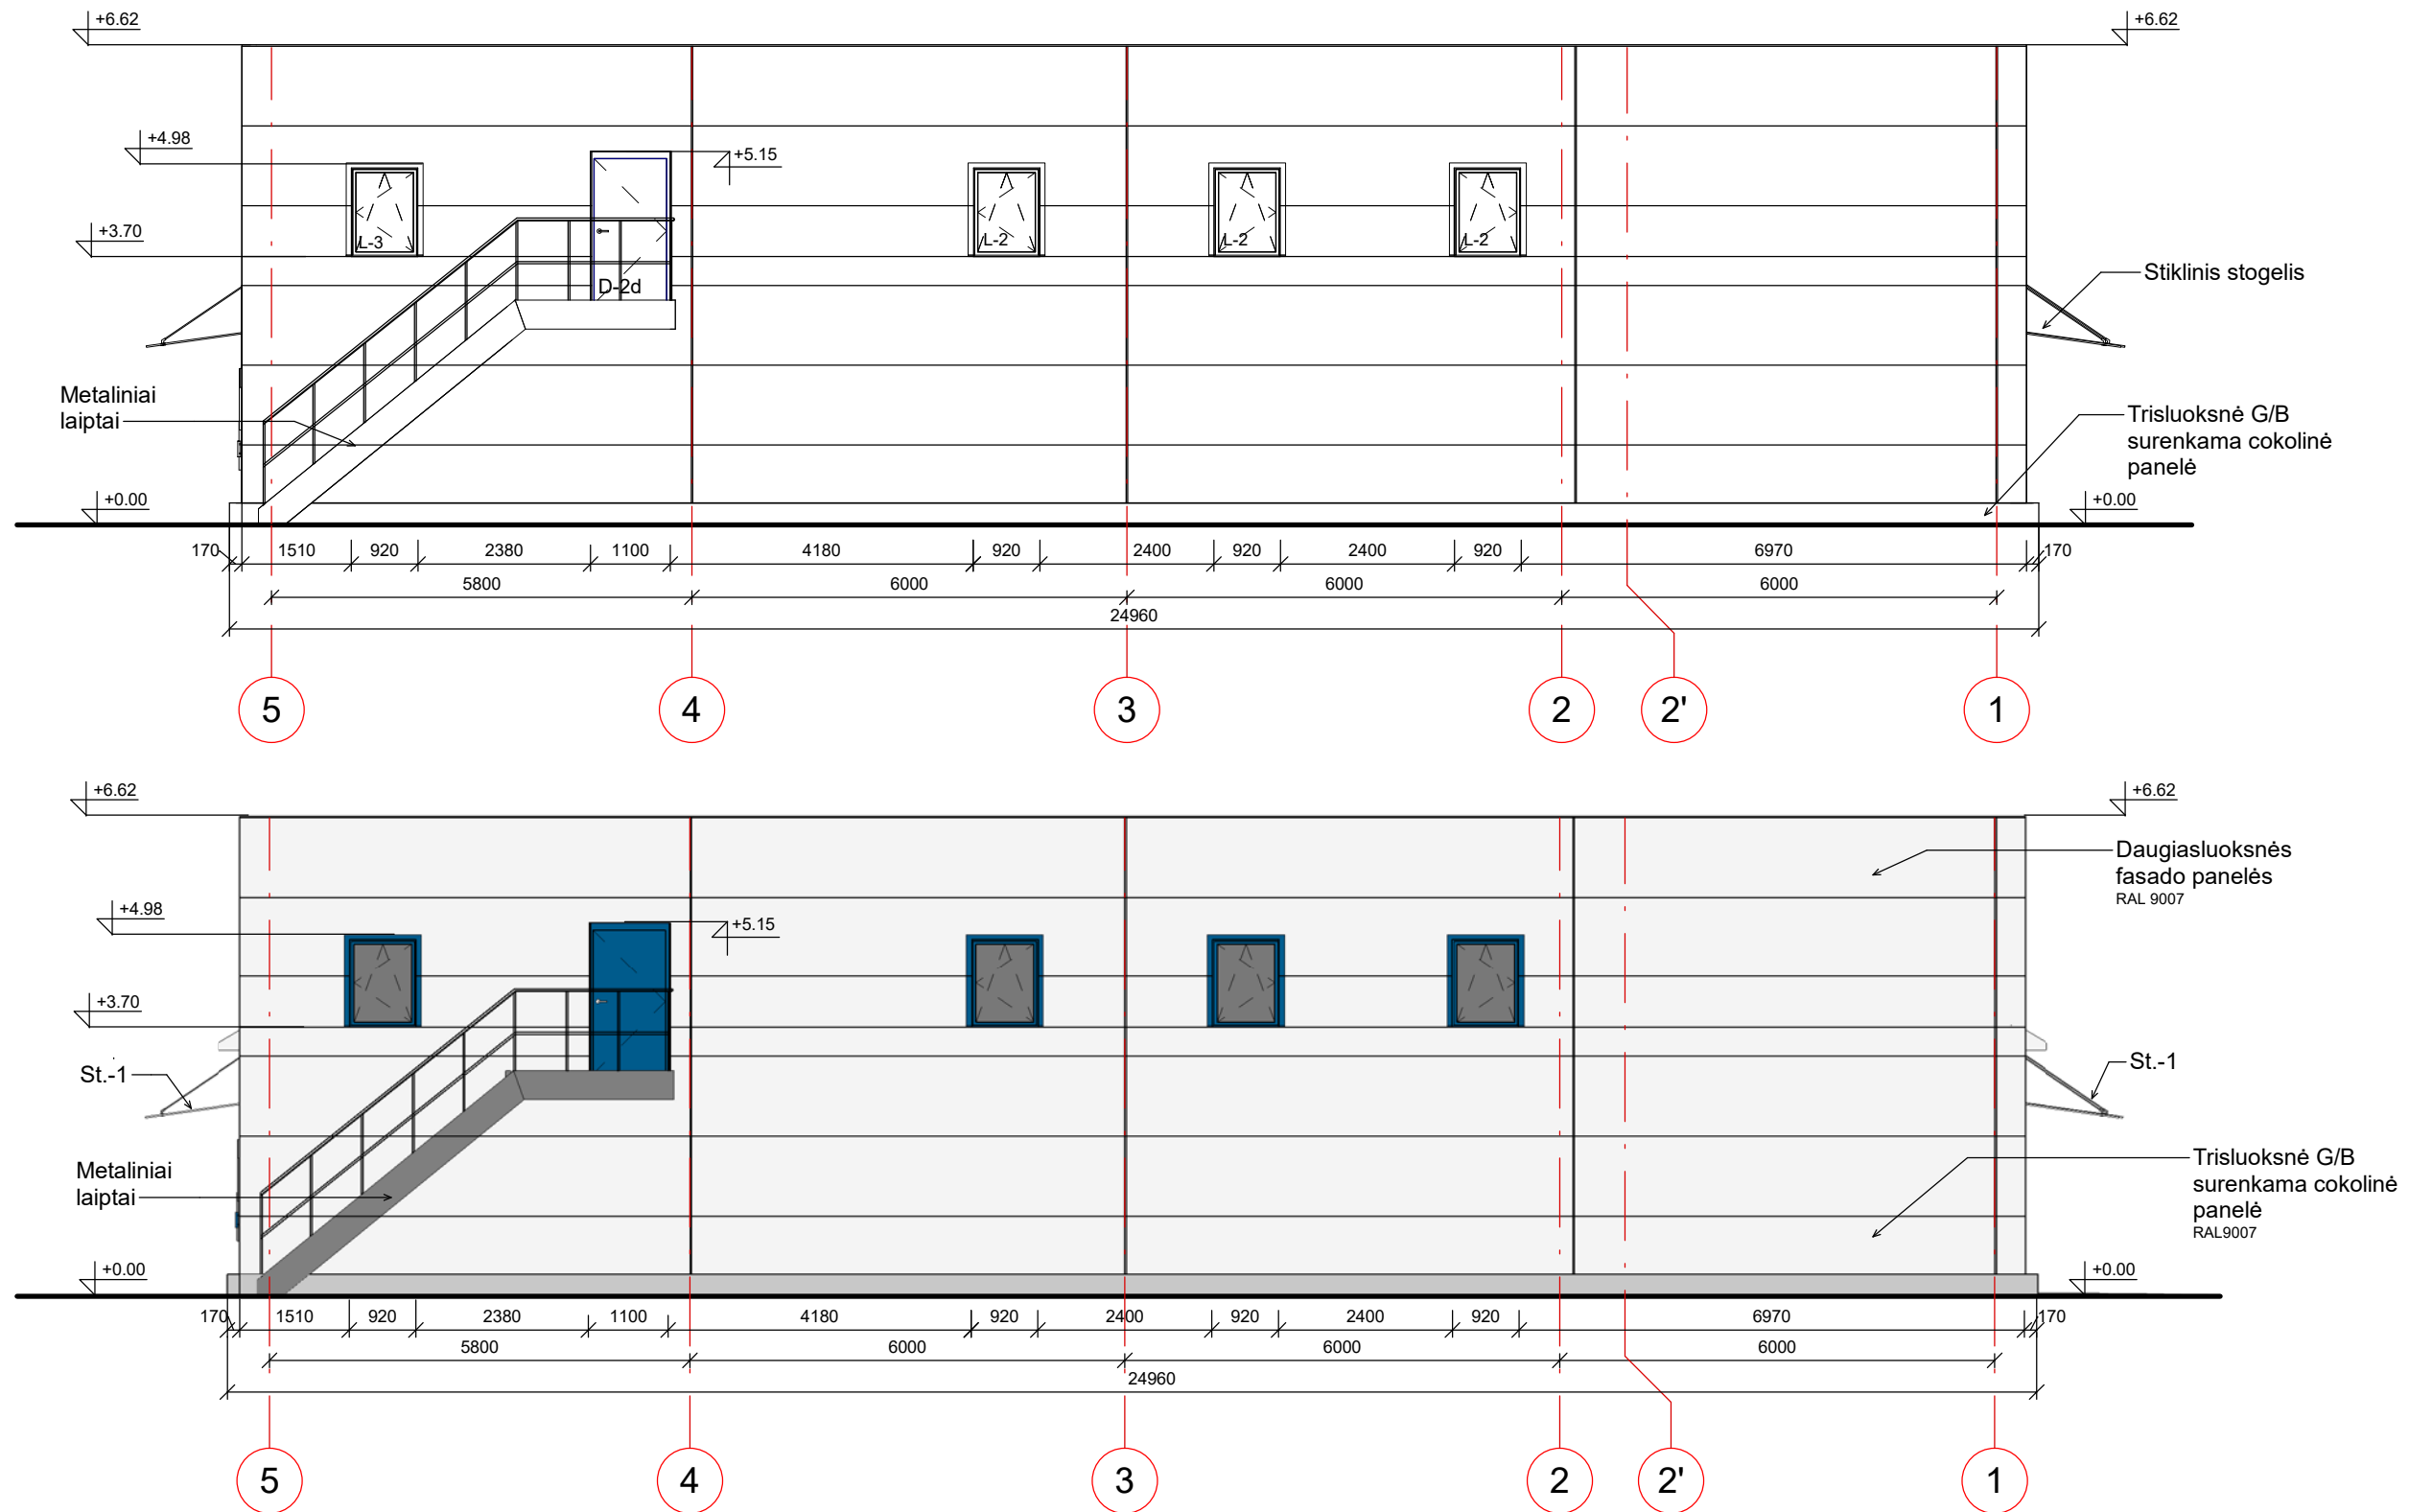 +6.62
+6.62
+4.98
+5.15
+3.70
L-3
L-2
L-2
L-2
D-2d
Stiklinis stogelis
Metaliniai
laiptai
Trisluoksnė G/B
surenkama cokolinė
panelė
+0.00
+0.00
170 1510 920 2380 1100 4180 920 2400 920 2400 920 6970 170
5800 6000 6000 6000
24960
5 4 3 2 2' 1
+6.62
+6.62
Daugiasluoksnės
fasado panelės
RAL 9007
+4.98
+5.15
+3.70
St.-1
St.-1
Metaliniai
laiptai
Trisluoksnė G/B
surenkama cokolinė
panelė
RAL9007
+0.00
+0.00
170 1510 920 2380 1100 4180 920 2400 920 2400 920 6970 170
5800 6000 6000 6000
24960
5 4 3 2 2' 1